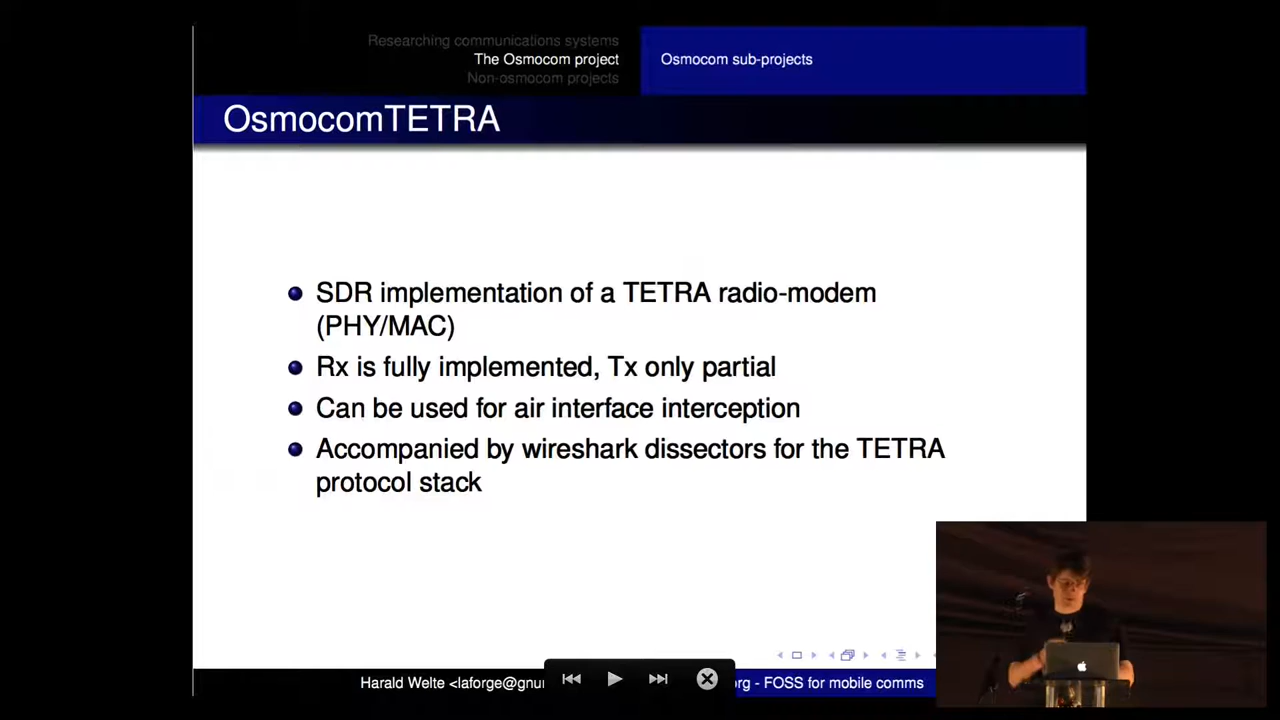 Researching communications systems
The Osmocom project
Non-osmocom projects
Osmocom sub-projects
OsmocomTETRA
SDR implementation of a TETRA radio-modem
(PHY/MAC)
Rx is fully implemented, Tx only partial
Can be used for air interface interception
Accompanied by wireshark dissectors for the TETRA
protocol stack
Harald Welte <laforge@gnu
org - FOSS for mobile comms